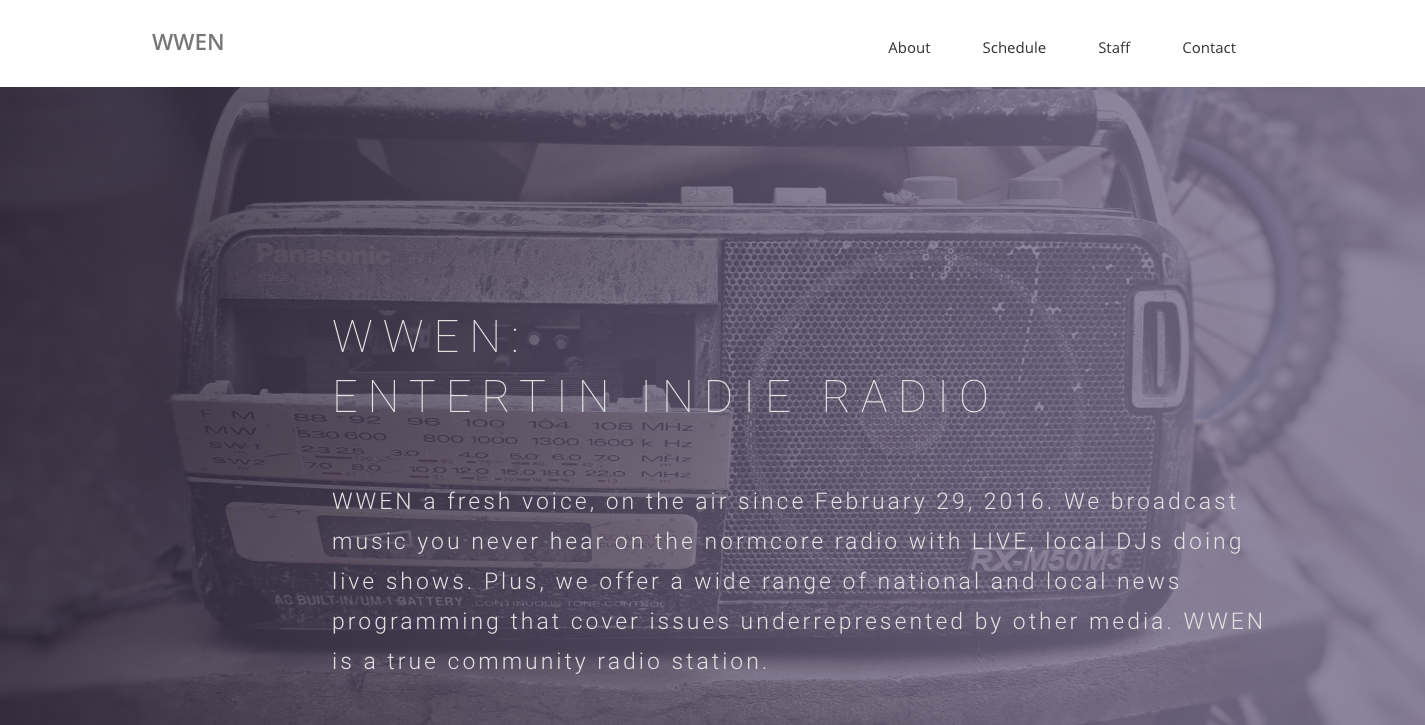 WWEN
About Schedule Staff Contact
Panasonic
WWEN:
ENTERTIN INDIE RADIO
FM 88 92 96 100 104 108 MHz
MW 530 600 800 1000 1300 1600 k Hz
SW1 2.3 2.5 3.0 4.0 5.0 6.0 7.0 MHz
SW2 7.0 8.0 10.0 12.0 15.0 18.0 22.0 MHz
WWEN a fresh voice, on the air since February 29, 2016. We broadcast
music you never hear on the normcore radio with LIVE, local DJs doing
live shows. Plus, we offer a wide range of national and local news
programming that cover issues underrepresented by other media. WWEN
is a true community radio station.
RX-M50M3
AC BUILT-IN/UM-1 BATTERY CONTINUOUS TONE CONTROL